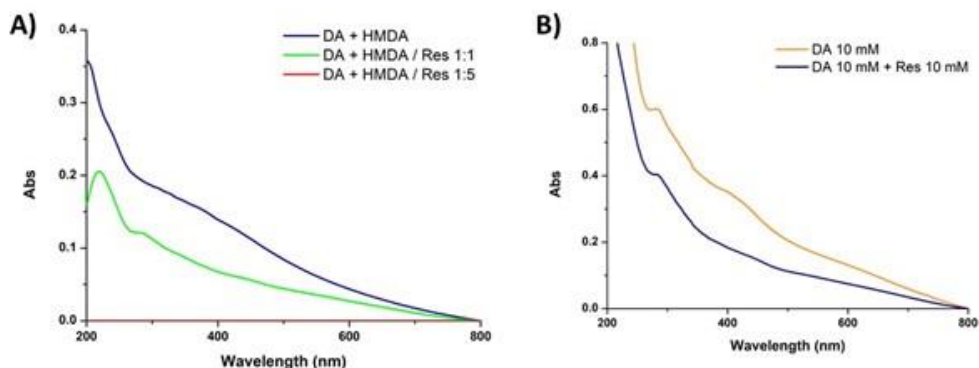 A)
DA + HMDA
DA + HMDA / Res 1:1
DA + HMDA / Res 1:5
0.4
0.3
0.2
0.1
0.0
Abs
200
400
600
800
Wavelength (nm)
B)
DA 10 mM
DA 10 mM + Res 10 mM
0.8
0.6
0.4
0.2
0.0
Abs
200
400
600
800
Wavelength (nm)